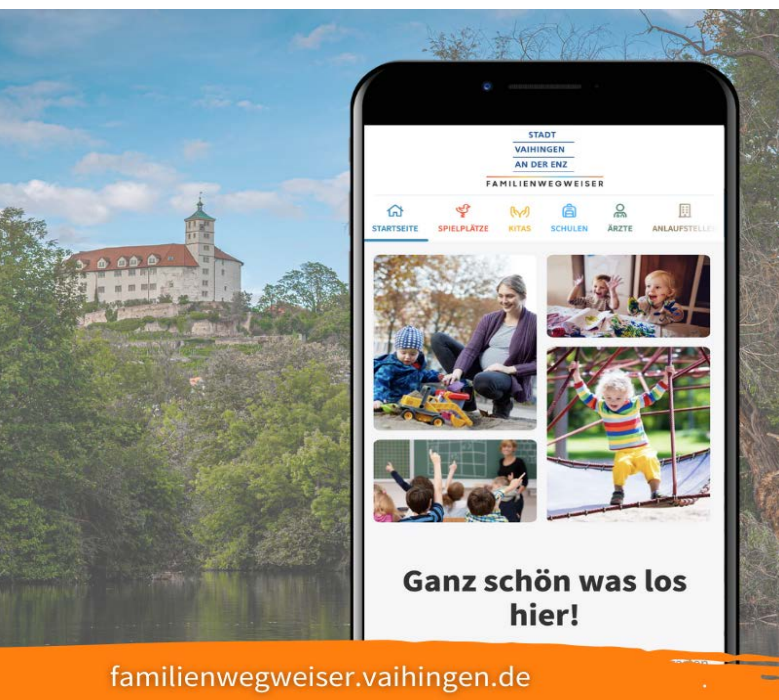 STADT
VAIHINGEN
AN DER ENZ
FAMILIENWEGWEISER
STARTSEITE SPIELPLÄTZE KITAS SCHULEN ÄRZTE ANLAUFSTELLEN
Ganz schön was los
hier!
familienwegweiser.vaihingen.de